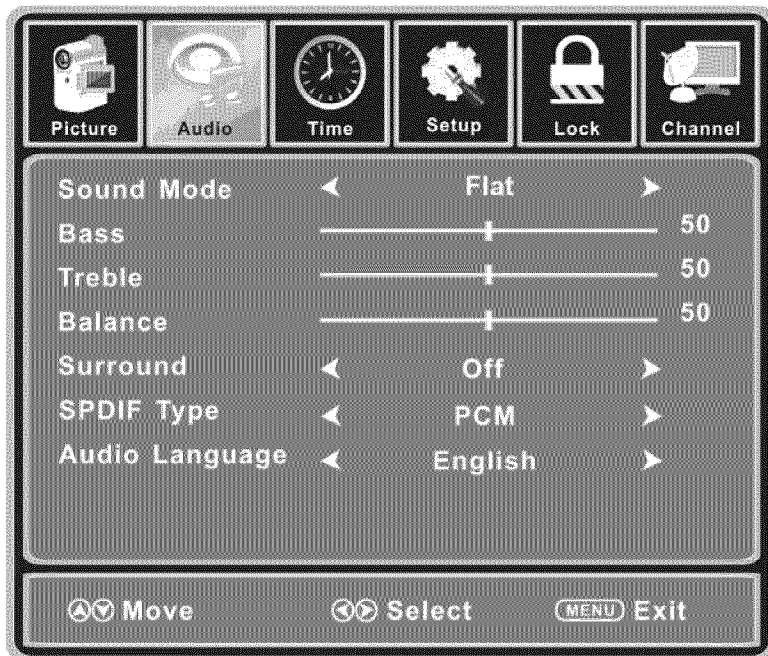 Picture Audio Time Setup Lock Channel
Sound Mode Flat
Bass 50
Treble 50
Balance 50
Surround Off
SPDIF Type PCM
Audio Language English
Move Select MENU Exit